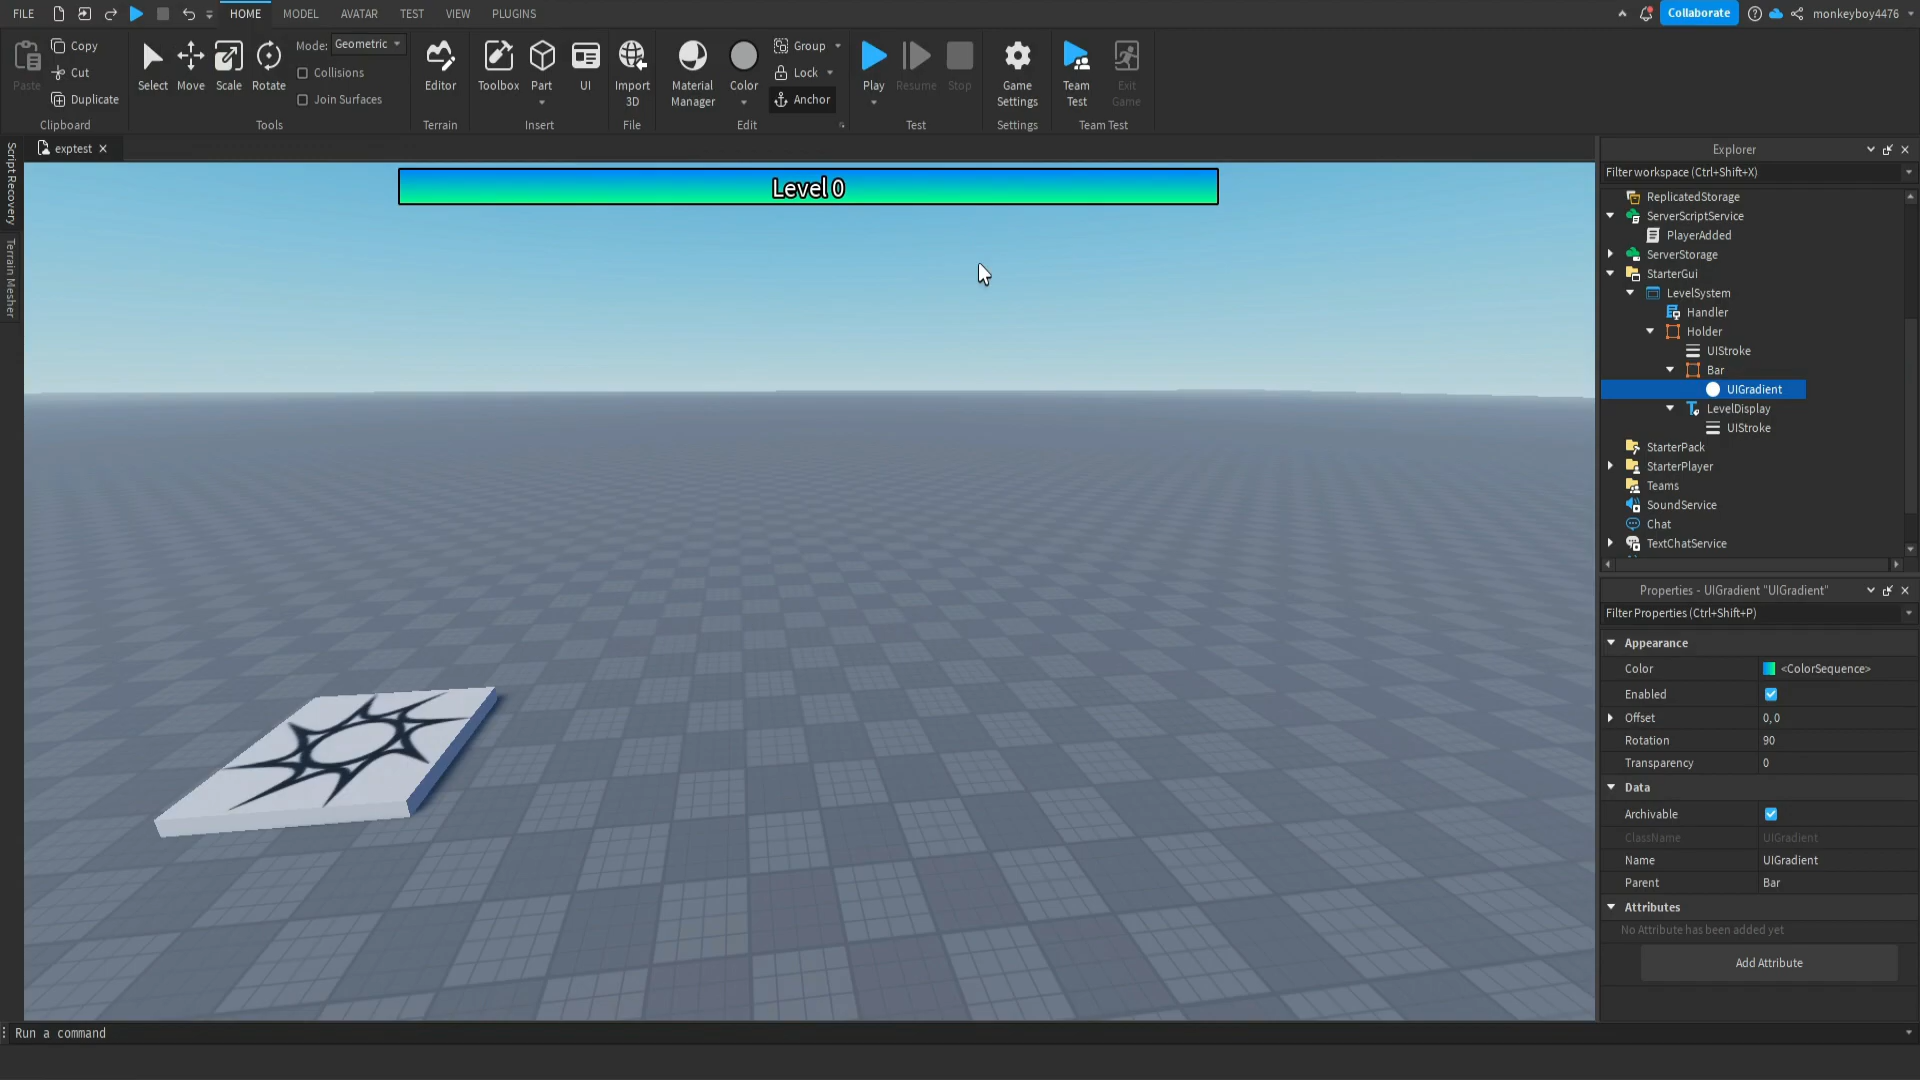 FILE HOME MODEL AVATAR TEST VIEW PLUGINS Collaborate monkeyboy4476
Paste Copy Cut Duplicate Clipboard
Select Move Scale Rotate Mode: Geometric Collisions Join Surfaces Tools
Editor Terrain
Toolbox Part UI Insert
Import 3D File
Material Manager Color Group Lock Anchor Edit
Play Resume Stop Test
Game Settings Settings
Team Test Exit Game Team Test
exptest
Script Recovery
Terrain Mesher
Level 0
Explorer
Filter workspace (Ctrl+Shift+X)
ReplicatedStorage
ServerScriptService
PlayerAdded
ServerStorage
StarterGui
LevelSystem
Handler
Holder
UIStroke
Bar
UIGradient
LevelDisplay
UIStroke
StarterPack
StarterPlayer
Teams
SoundService
Chat
TextChatService
Properties - UIGradient "UIGradient"
Filter Properties (Ctrl+Shift+P)
Appearance
Color <ColorSequence>
Enabled
Offset 0, 0
Rotation 90
Transparency 0
Data
Archivable
ClassName UIGradient
Name UIGradient
Parent Bar
Attributes
No Attribute has been added yet
Add Attribute
Run a command